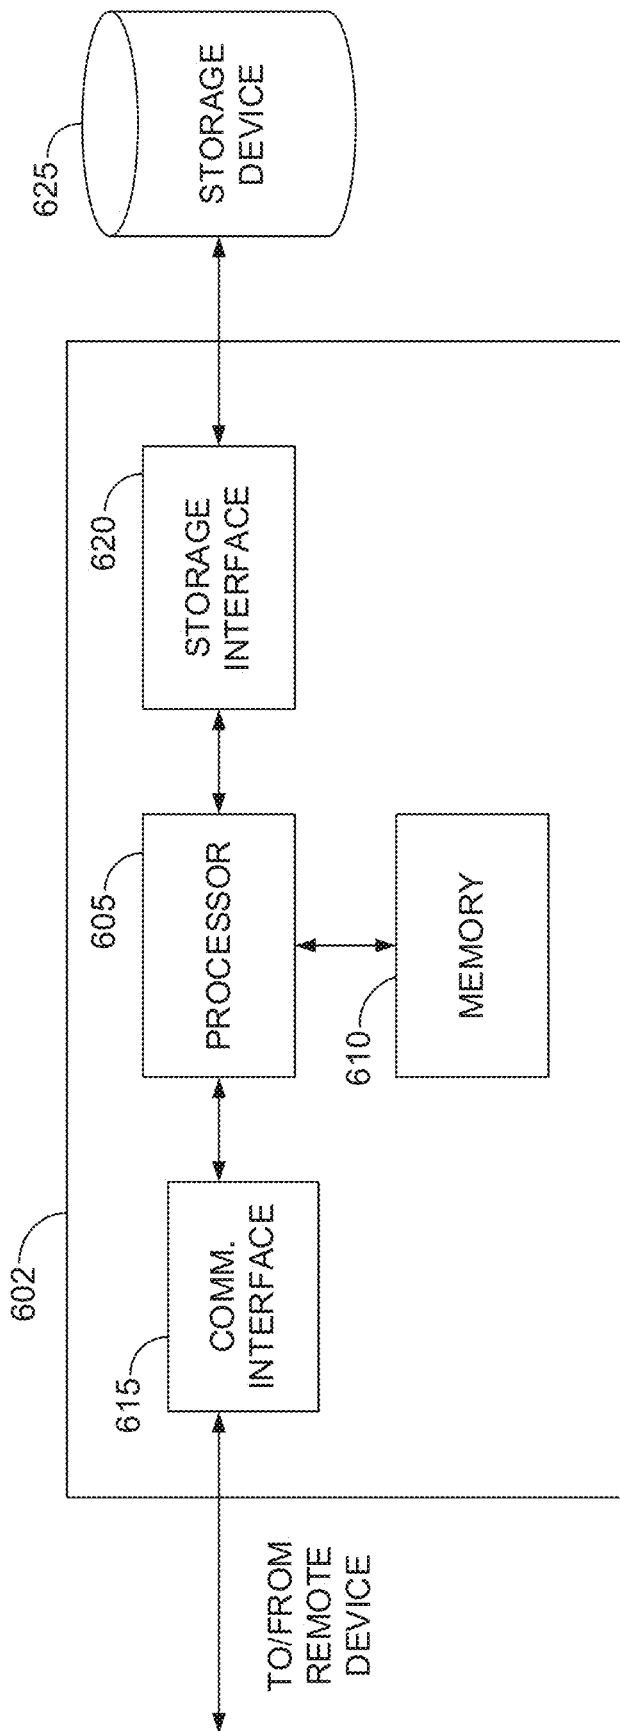 602
TO/FROM
REMOTE
DEVICE
615
COMM.
INTERFACE
605
PROCESSOR
610
MEMORY
620
STORAGE
INTERFACE
625
STORAGE
DEVICE